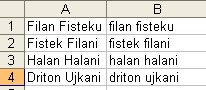 A B
1 Filan Fisteku filan fisteku
2 Fistek Filani fistek filani
3 Halan Halani halan halani
4 Driton Ujkani driton ujkani